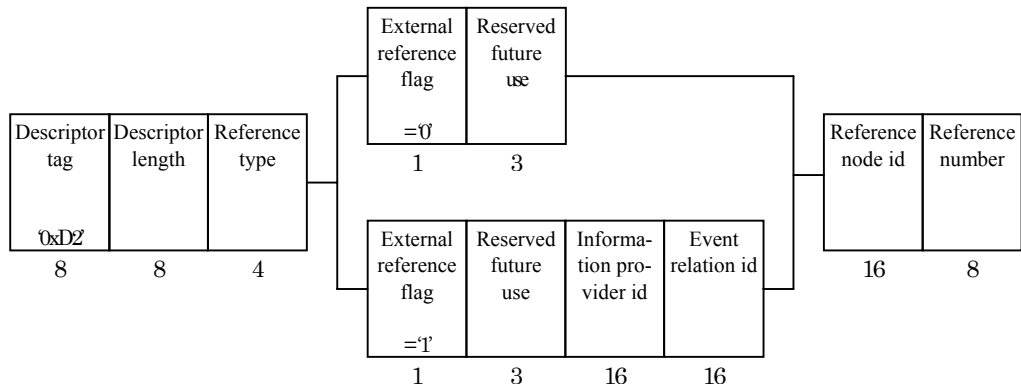 External
reference
flag
='0'
Reserved
future
use
1
3
Descriptor
tag
'0xD2'
Descriptor
length
Reference
type
8
8
4
External
reference
flag
='1'
Reserved
future
use
Informa-
tion pro-
vider id
Event
relation id
1
3
16
16
Reference
node id
Reference
number
16
8